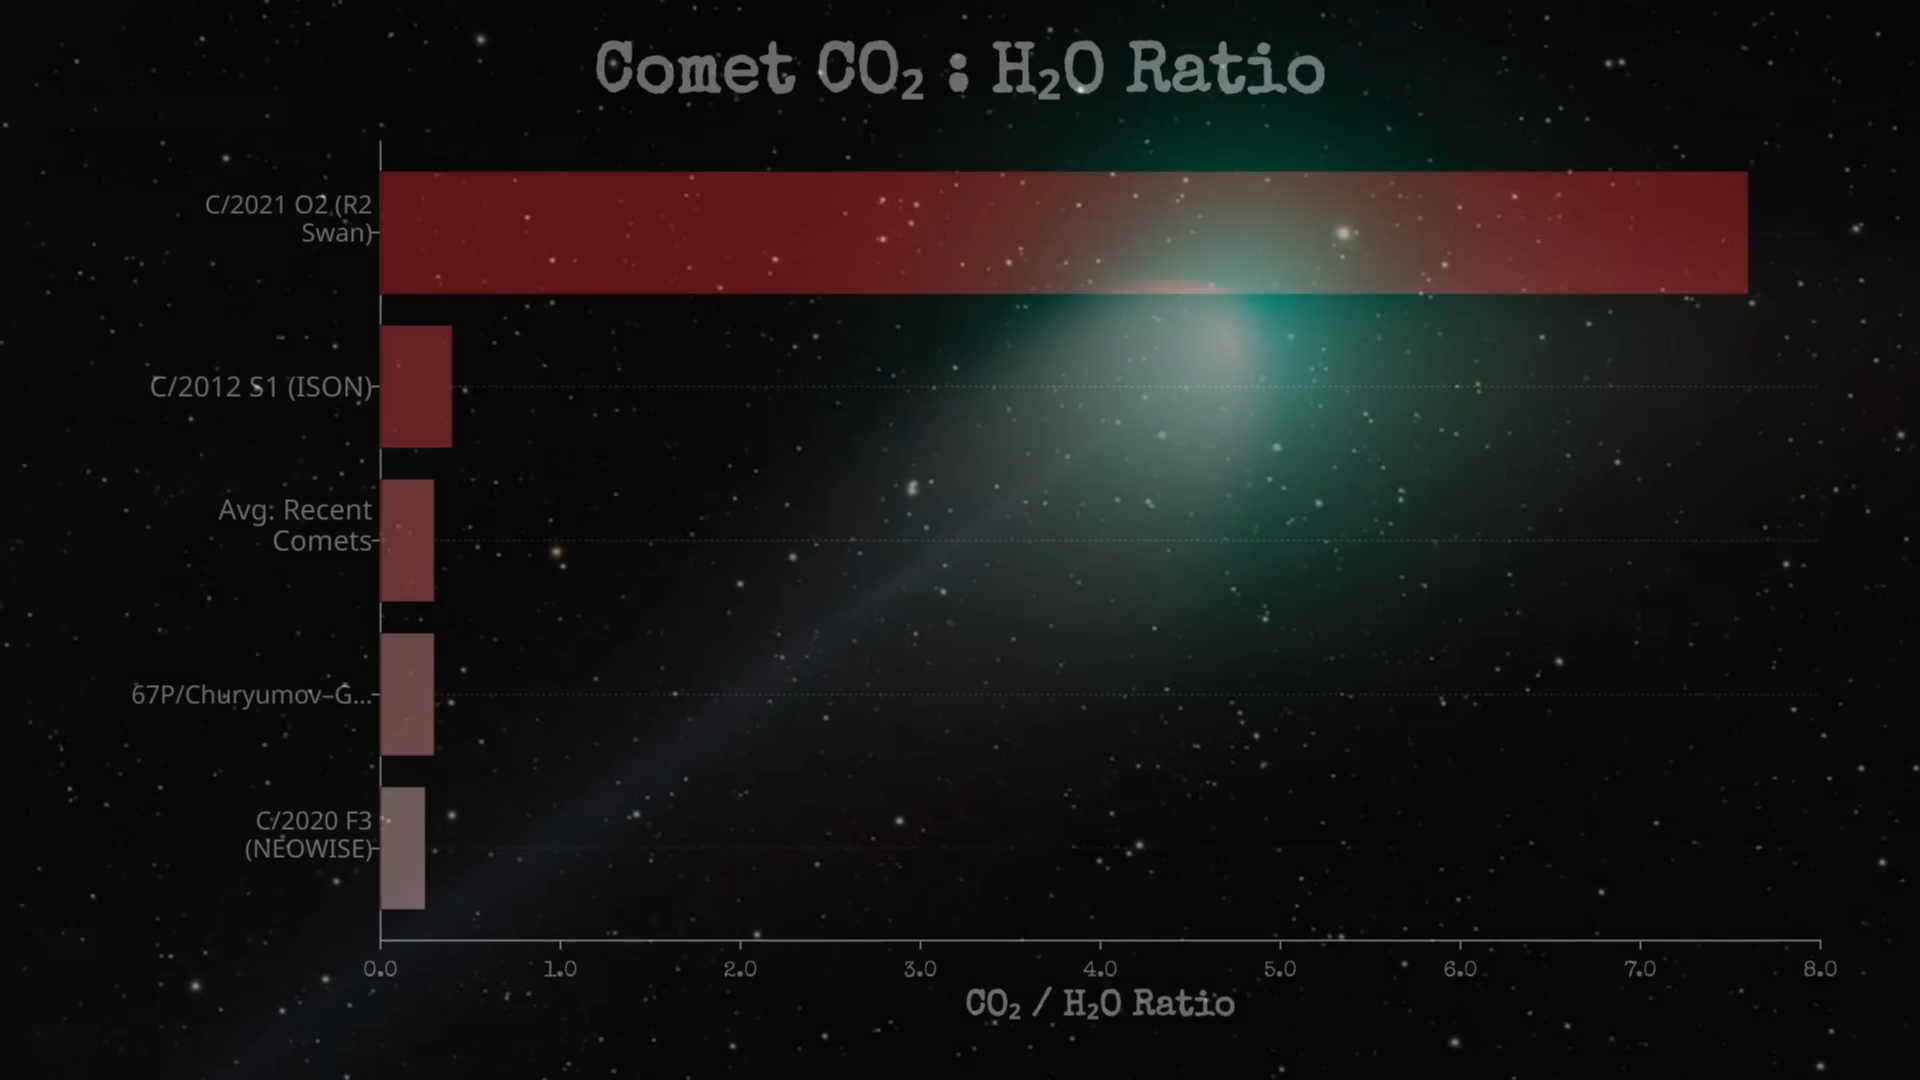 Comet CO₂ : H₂O Ratio
C/2021 O2 (R2
Swan)
C/2012 S1 (ISON)
Avg. Recent
Comets
67P/Churyumov–G...
C/2020 F3
(NEOWISE)
0.0 1.0 2.0 3.0 4.0 5.0 6.0 7.0 8.0
CO₂ / H₂O Ratio